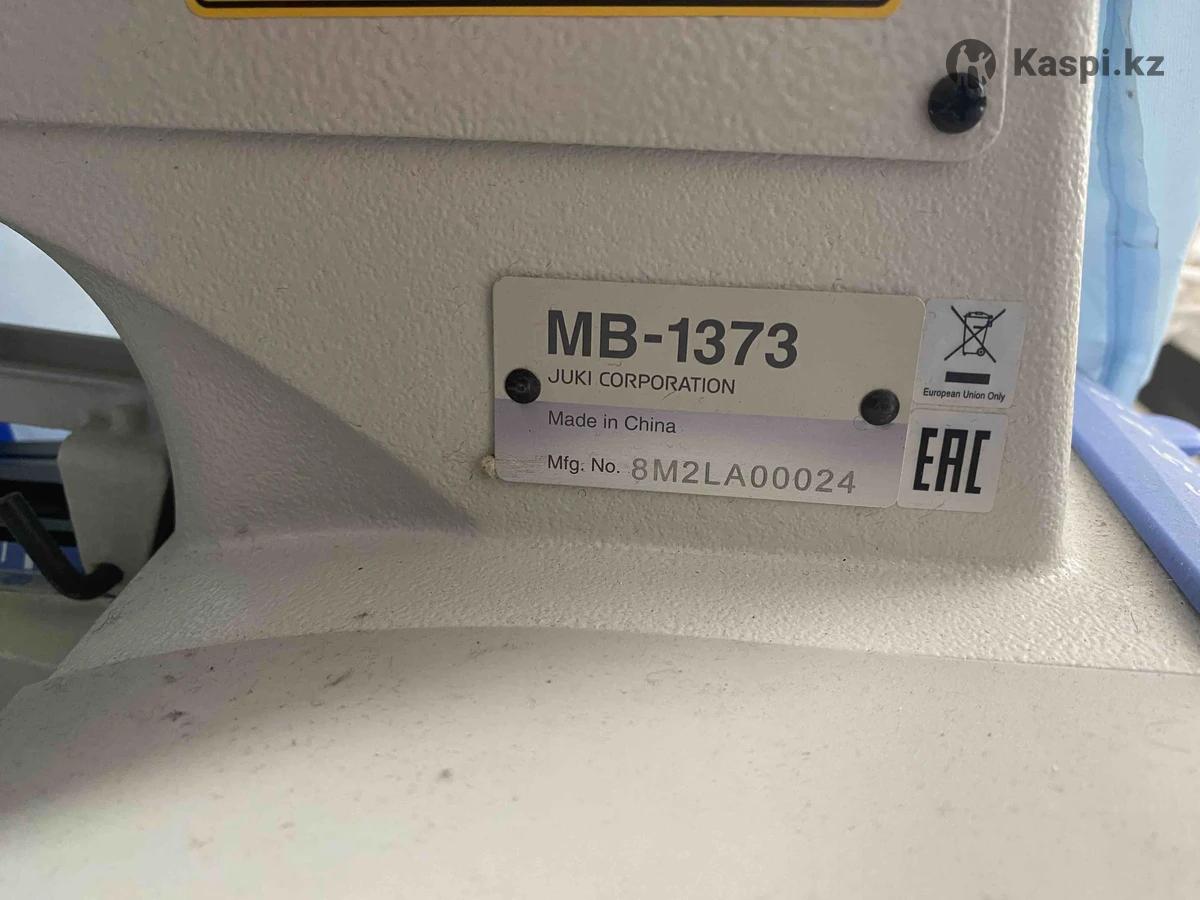 Kaspi.kz
MB-1373
JUKI CORPORATION
Made in China
Mfg. No. 8M2LA00024
European Union Only
EAC